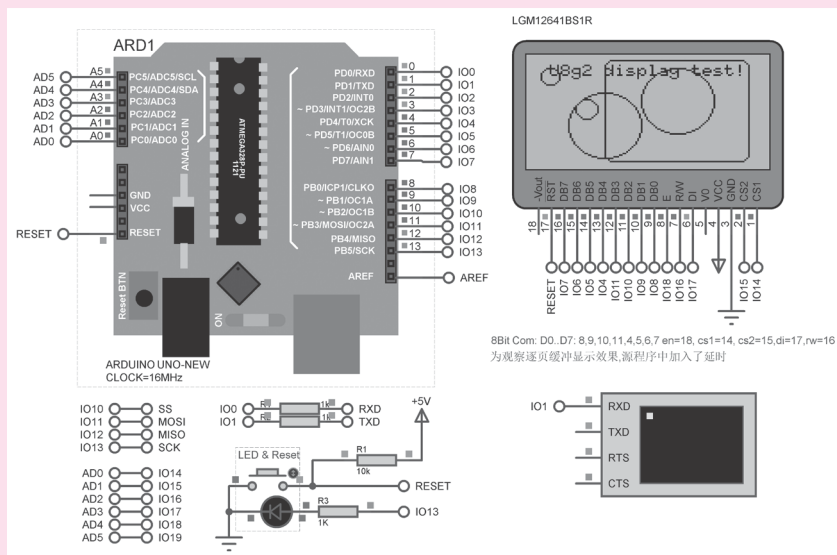 LGM12641BS1R
ARD1
U8g2 display test!
AD5
AD4
AD3
AD2
AD1
AD0
A5
A4
A3
A2
A1
A0
PC5/ADC5/SCL
PC4/ADC4/SDA
PC3/ADC3
PC2/ADC2
PC1/ADC1
PC0/ADC0
ANALOG IN
ATMEGA328P-PU
1121
PD0/RXD
PD1/TXD
PD2/INT0
~ PD3/INT1/OC2B
PD4/T0/XCK
~ PD5/T1/OC0B
~ PD6/AIN0
PD7/AIN1
0
1
2
3
4
5
6
7
IO0
IO1
IO2
IO3
IO4
IO5
IO6
IO7
PB0/ICP1/CLKO
~ PB1/OC1A
~ PB2/OC1B
~ PB3/MOSI/OC2A
PB4/MISO
PB5/SCK
AREF
8
9
10
11
12
13
IO8
IO9
IO10
IO11
IO12
IO13
AREF
GND
VCC
RESET
RESET
Reset BTN
ON
ARDUINO UNO-NEW
CLOCK=16MHz
-Vout
RST
DB7
DB6
DB5
DB4
DB3
DB2
DB1
DB0
E
R/W
DI
V0
VCC
GND
CS2
CS1
18
17
16
15
14
13
12
11
10
9
8
7
6
5
4
3
2
1
RESET
IO7
IO6
IO5
IO4
IO11
IO10
IO9
IO8
IO18
IO16
IO17
IO15
IO14
8Bit Com: D0..D7: 8,9,10,11,4,5,6,7 en=18, cs1=14, cs2=15,di=17,rw=16
为观察逐页缓冲显示效果,源程序中加入了延时
IO10 SS
IO11 MOSI
IO12 MISO
IO13 SCK
AD0 IO14
AD1 IO15
AD2 IO16
AD3 IO17
AD4 IO18
AD5 IO19
IO0 1k RXD
IO1 1k TXD
+5V
LED & Reset
R1
10k
RESET
R3
1K
IO13
IO1
RXD
TXD
RTS
CTS